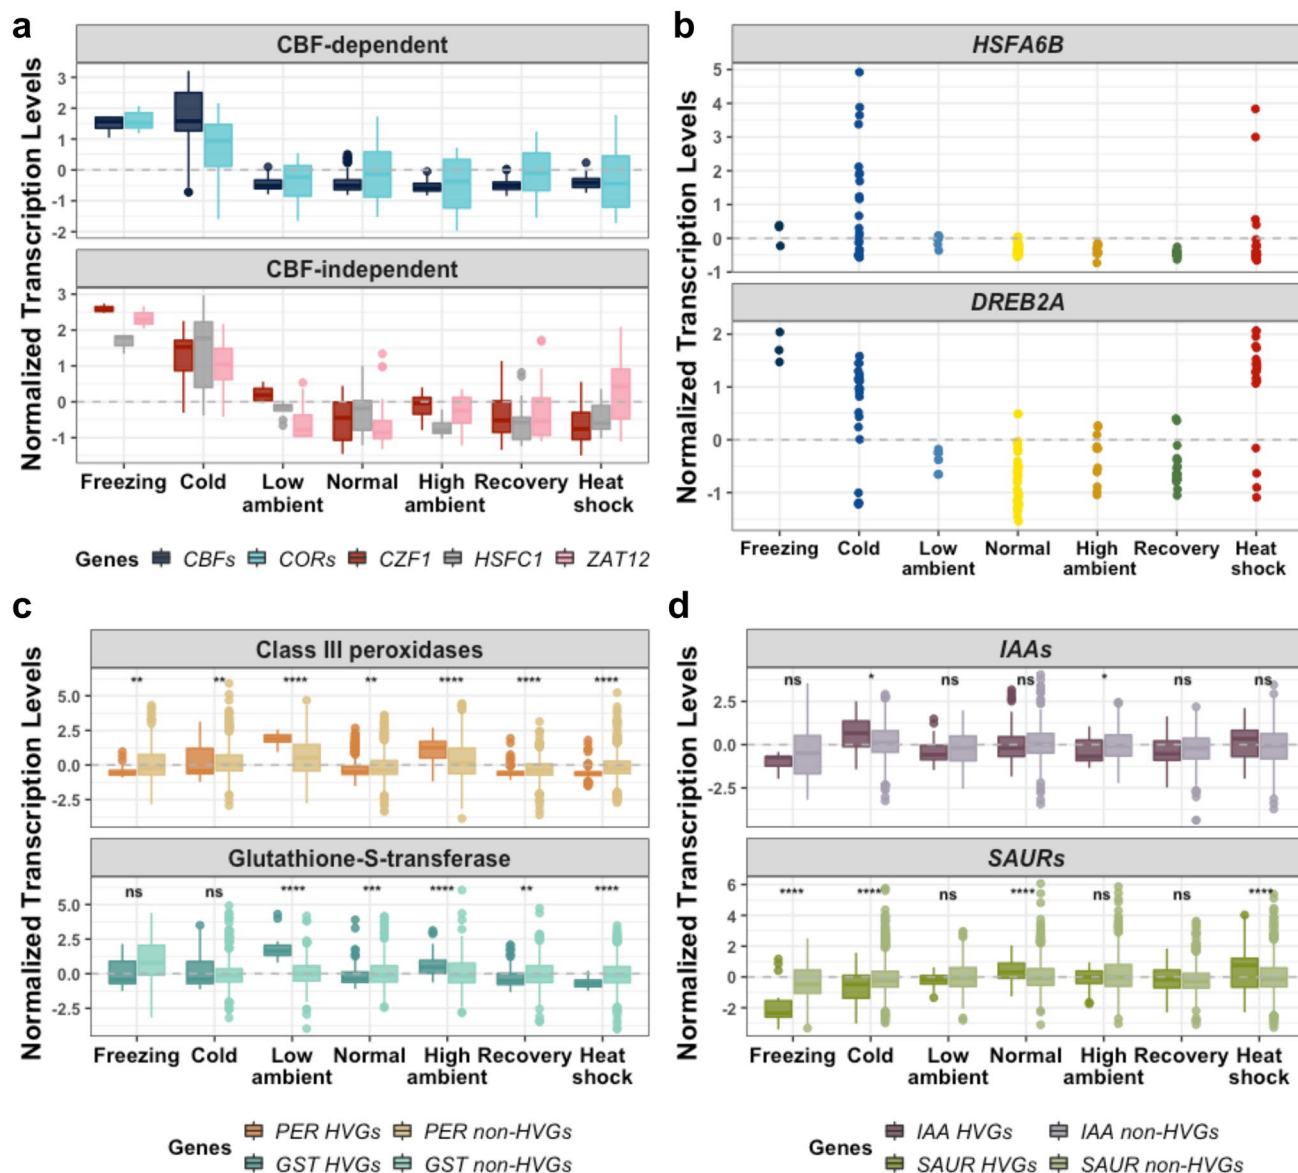 a
CBF-dependent
Normalized Transcription Levels
3
2
1
0
-1
-2
CBF-independent
3
2
1
0
-1
Freezing Cold Low ambient Normal High ambient Recovery Heat shock
Genes CBFs CORs CZF1 HSFC1 ZAT12
b
HSFA6B
Normalized Transcription Levels
5
4
3
2
1
0
-1
DREB2A
2
1
0
-1
Freezing Cold Low ambient Normal High ambient Recovery Heat shock
c
Class III peroxidases
Normalized Transcription Levels
** ** **** ** **** **** ****
5.0
2.5
0.0
-2.5
Glutathione-S-transferase
ns ns **** *** **** ** ****
5.0
2.5
0.0
-2.5
Freezing Cold Low ambient Normal High ambient Recovery Heat shock
Genes
PER HVGs PER non-HVGs
GST HVGs GST non-HVGs
d
IAAs
Normalized Transcription Levels
ns * ns ns * ns ns
2.5
0.0
-2.5
SAURs
**** **** ns **** ns ns ****
6
4
2
0
-2
Freezing Cold Low ambient Normal High ambient Recovery Heat shock
Genes
IAA HVGs IAA non-HVGs
SAUR HVGs SAUR non-HVGs